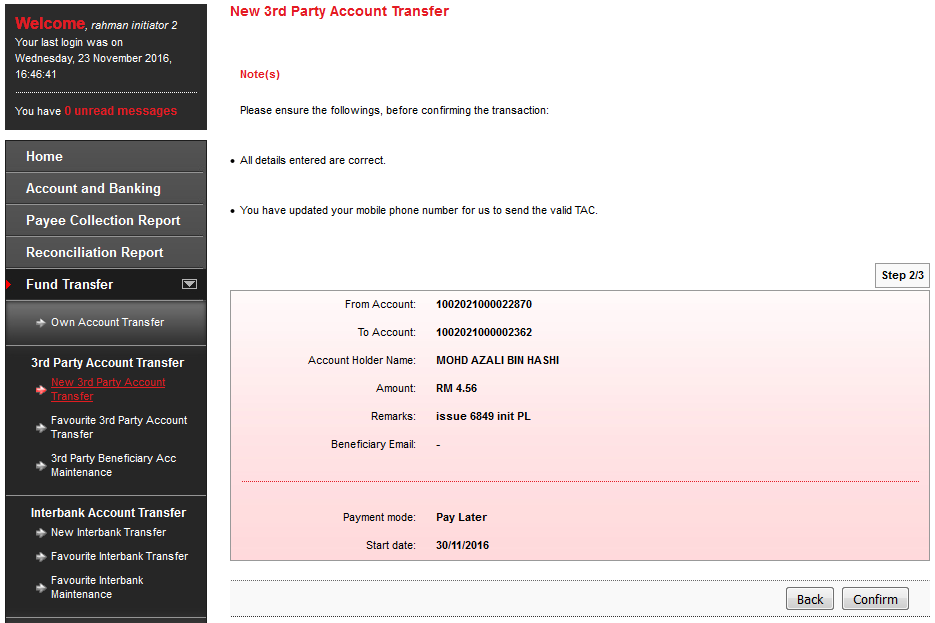 Welcome, rahman initiator 2
Your last login was on
Wednesday, 23 November 2016,
16:46:41
You have 0 unread messages
Home
Account and Banking
Payee Collection Report
Reconciliation Report
Fund Transfer
Own Account Transfer
3rd Party Account Transfer
New 3rd Party Account
Transfer
Favourite 3rd Party Account
Transfer
3rd Party Beneficiary Acc
Maintenance
Interbank Account Transfer
New Interbank Transfer
Favourite Interbank Transfer
Favourite Interbank
Maintenance
New 3rd Party Account Transfer
Note(s)
Please ensure the followings, before confirming the transaction:
• All details entered are correct.
• You have updated your mobile phone number for us to send the valid TAC.
Step 2/3
From Account: 1002021000022870
To Account: 1002021000002362
Account Holder Name: MOHD AZALI BIN HASHI
Amount: RM 4.56
Remarks: issue 6849 init PL
Beneficiary Email: -
Payment mode: Pay Later
Start date: 30/11/2016
Back Confirm